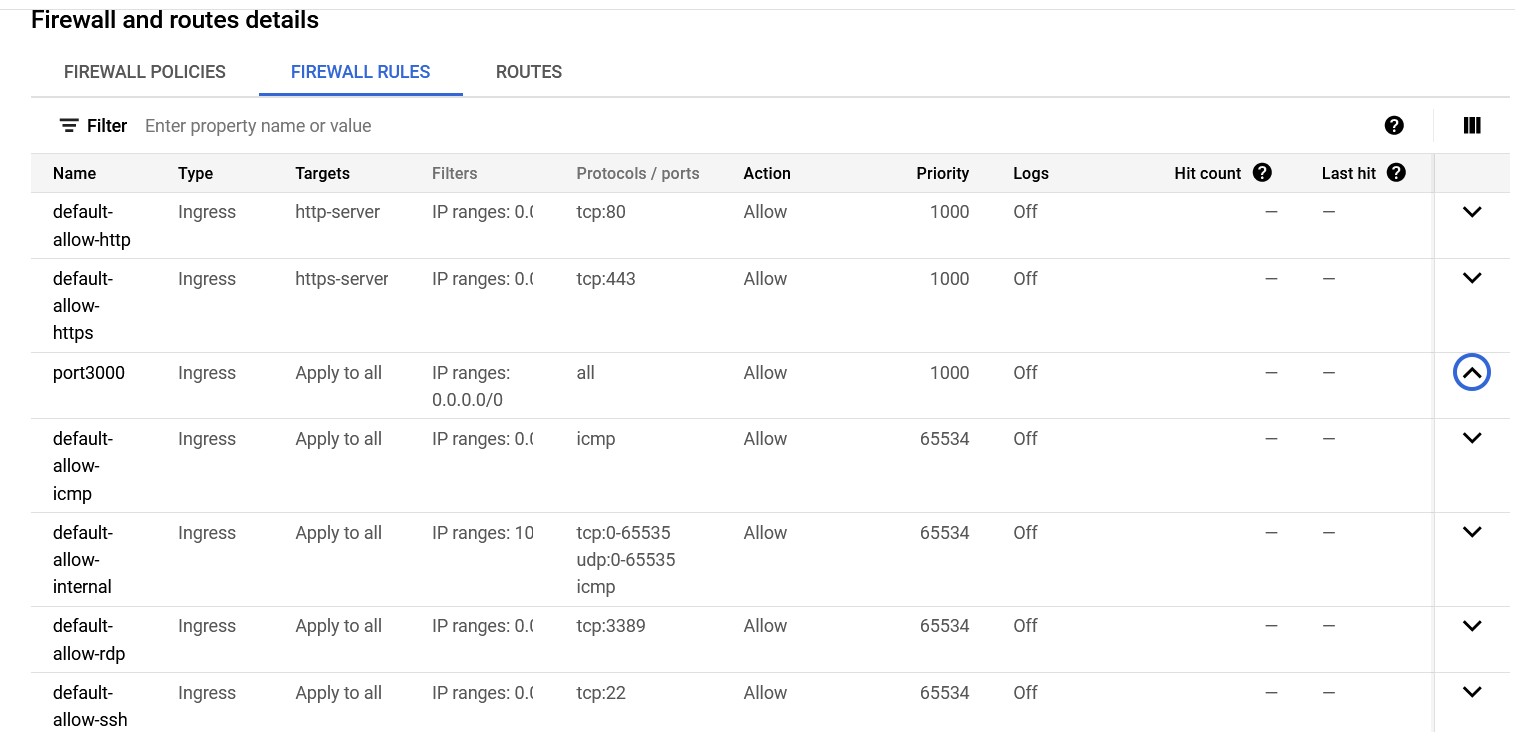 Firewall and routes details
FIREWALL POLICIES FIREWALL RULES ROUTES
Filter Enter property name or value
Name Type Targets Filters Protocols / ports Action Priority Logs Hit count Last hit
default- Ingress http-server IP ranges: 0.( tcp:80 Allow 1000 Off — —
allow-http
default- Ingress https-server IP ranges: 0.( tcp:443 Allow 1000 Off — —
allow-
https
port3000 Ingress Apply to all IP ranges: all Allow 1000 Off — —
0.0.0.0/0
default- Ingress Apply to all IP ranges: 0.( icmp Allow 65534 Off — —
allow-
icmp
default- Ingress Apply to all IP ranges: 10 tcp:0-65535 Allow 65534 Off — —
allow- udp:0-65535
internal icmp
default- Ingress Apply to all IP ranges: 0.( tcp:3389 Allow 65534 Off — —
allow-rdp
default- Ingress Apply to all IP ranges: 0.( tcp:22 Allow 65534 Off — —
allow-ssh